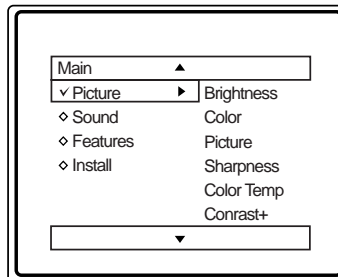 Main
Picture Brightness
Sound Color
Features Picture
Install Sharpness
Color Temp
Conrast+